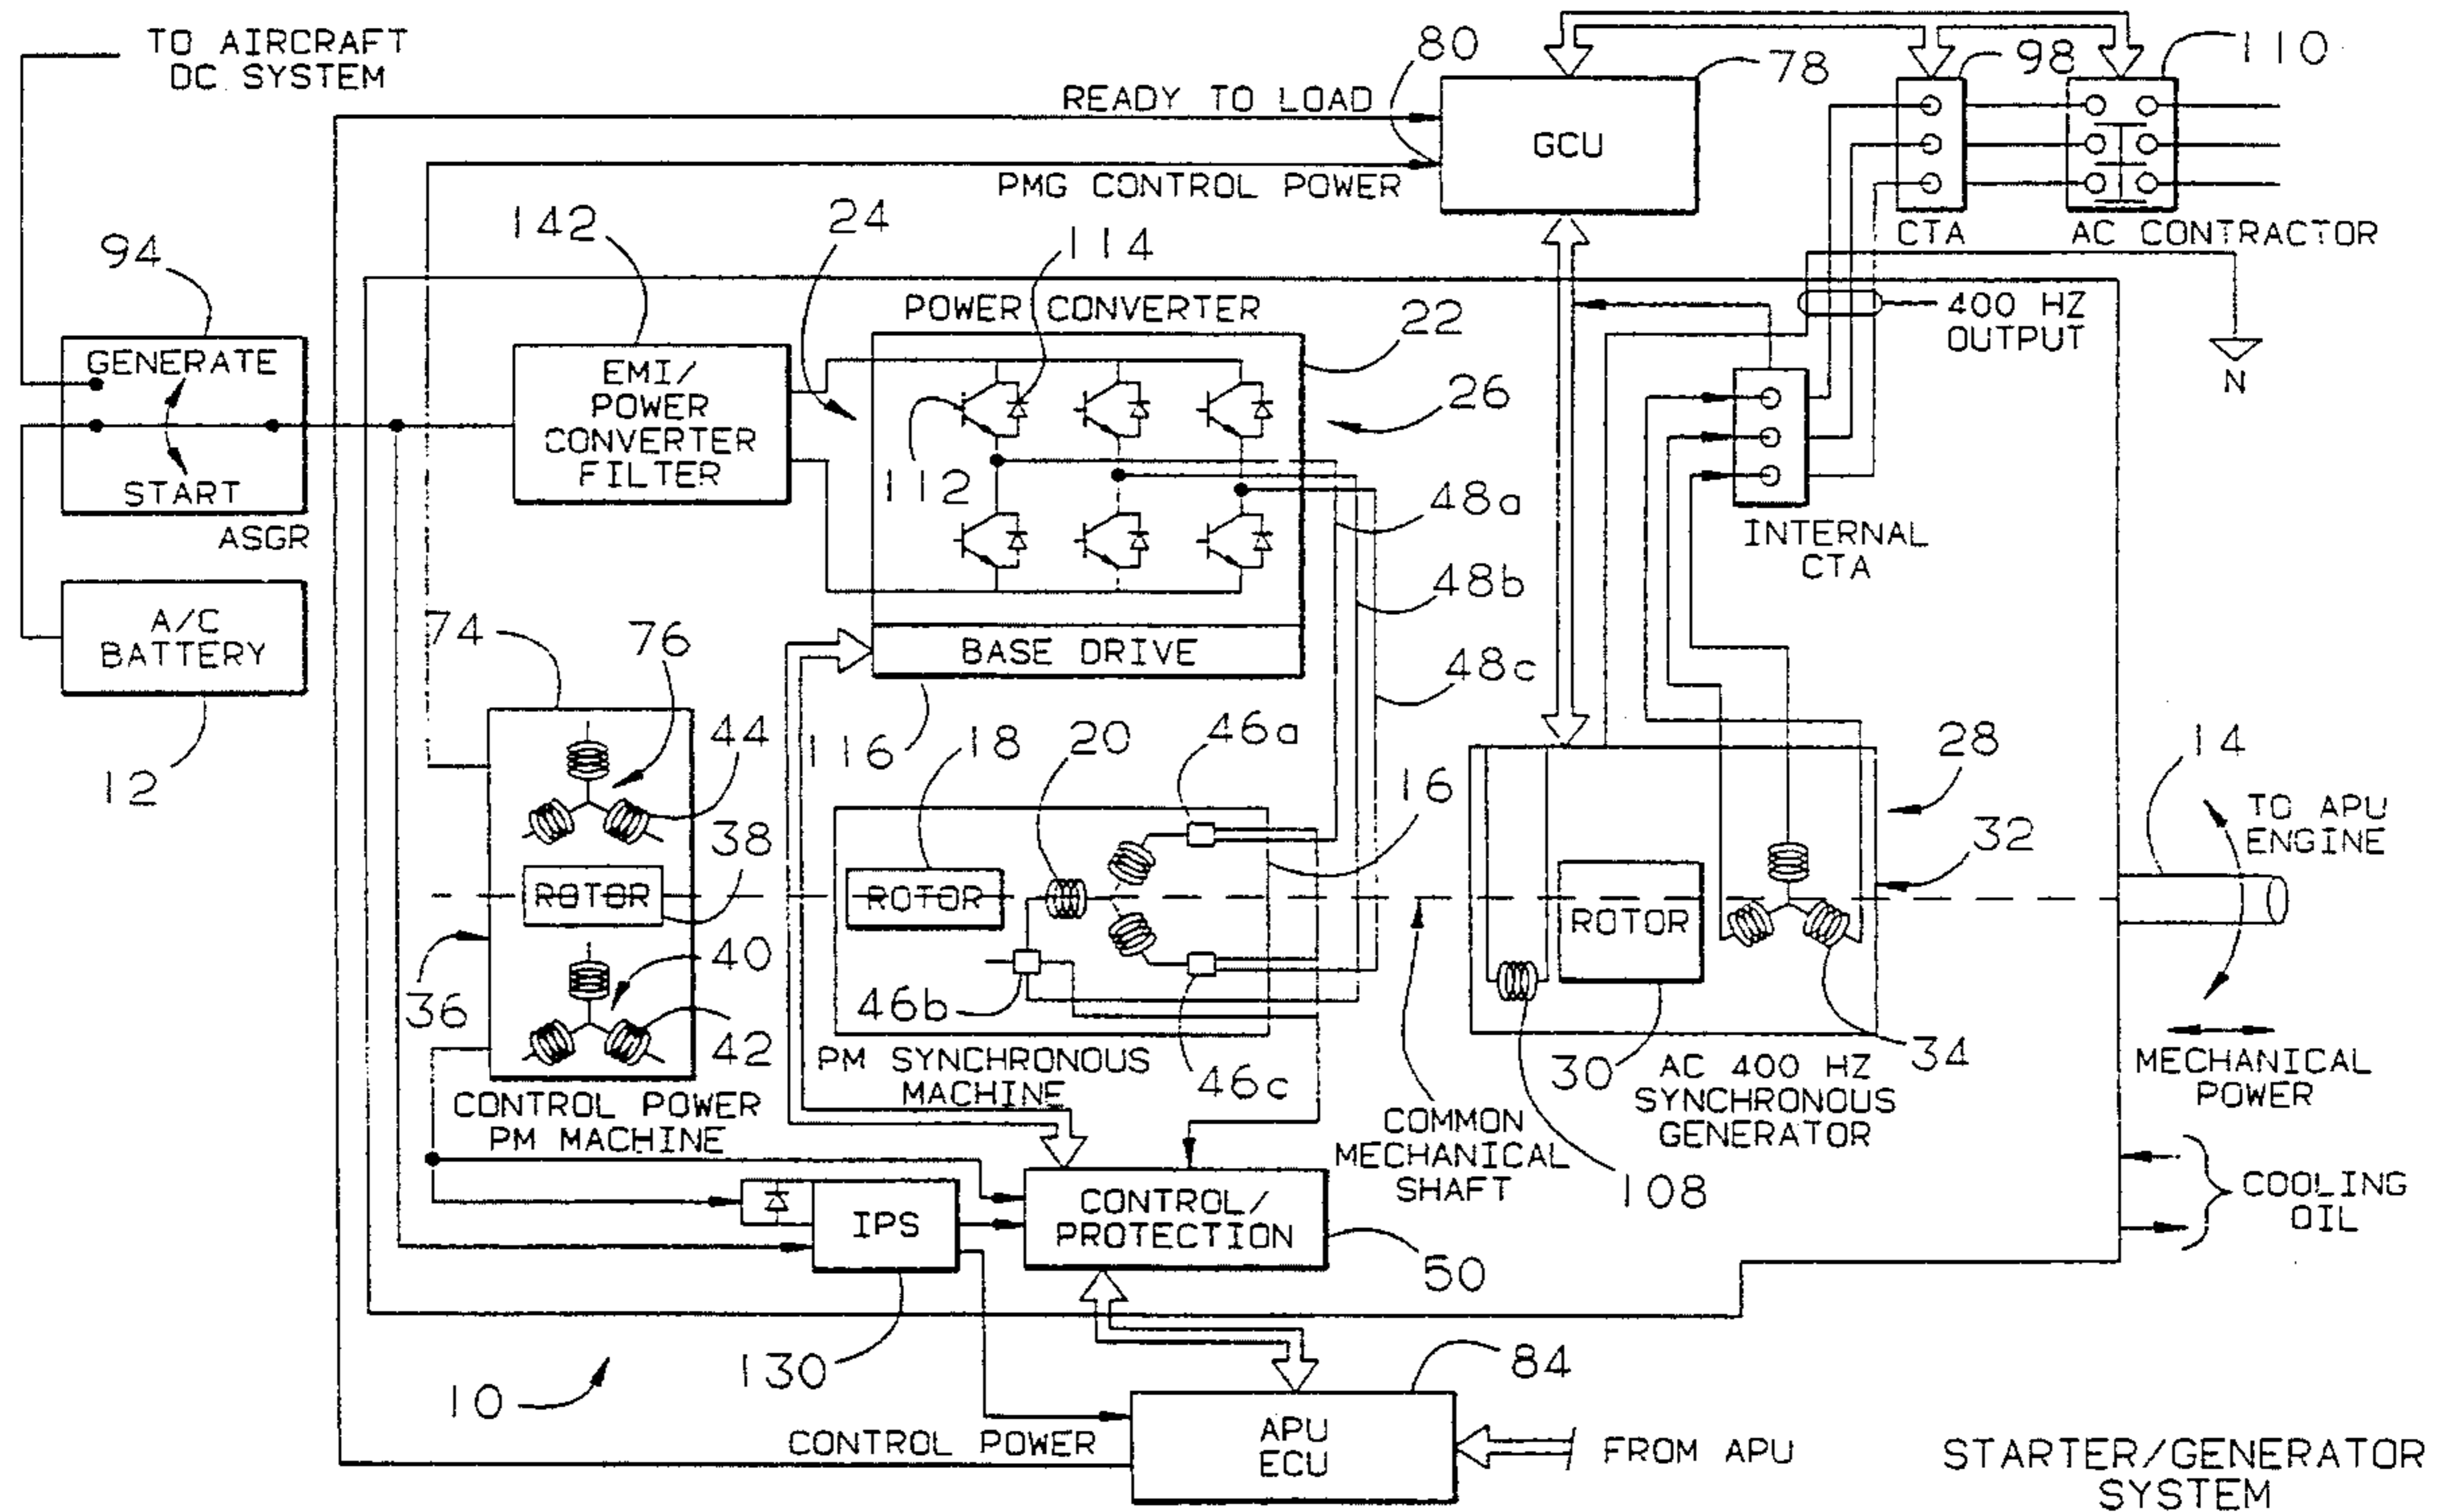 TO AIRCRAFT
DC SYSTEM
80
78
98
110
READY TO LOAD
GCU
PMG CONTROL POWER
CTA
AC CONTRACTOR
94
142
24
114
POWER CONVERTER
22
400 HZ
OUTPUT
N
GENERATE
START
ASGR
EMI/
POWER
CONVERTER
FILTER
26
112
48a
INTERNAL
CTA
48b
A/C
BATTERY
12
74
76
BASE DRIVE
48c
44
116
18
20
46a
16
28
14
TO APU
ENGINE
38
32
ROTOR
ROTOR
ROTOR
36
40
42
46b
46c
30
34
108
MECHANICAL
POWER
CONTROL POWER
PM MACHINE
PM SYNCHRONOUS
MACHINE
COMMON
MECHANICAL
SHAFT
AC 400 HZ
SYNCHRONOUS
GENERATOR
IPS
CONTROL/
PROTECTION
50
COOLING
OIL
10
130
84
CONTROL POWER
APU
ECU
FROM APU
STARTER/GENERATOR
SYSTEM